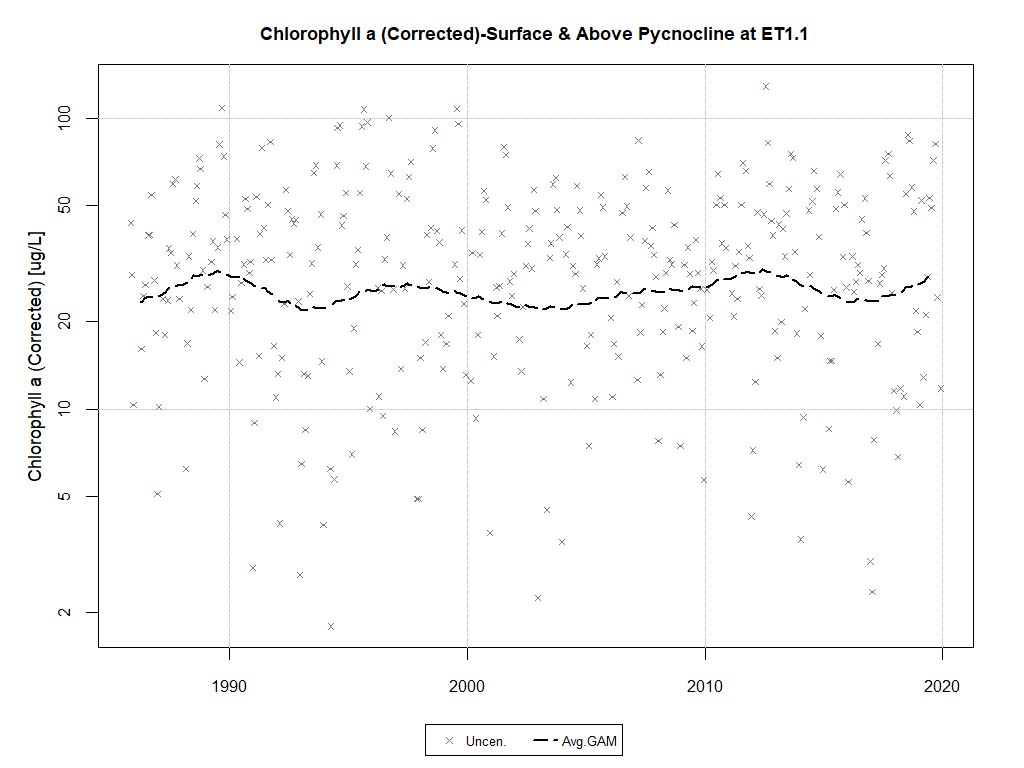 Chlorophyll a (Corrected)-Surface & Above Pycnocline at ET1.1
Chlorophyll a (Corrected) [ug/L]
100
50
20
10
5
2
1990 2000 2010 2020
Uncen. Avg.GAM